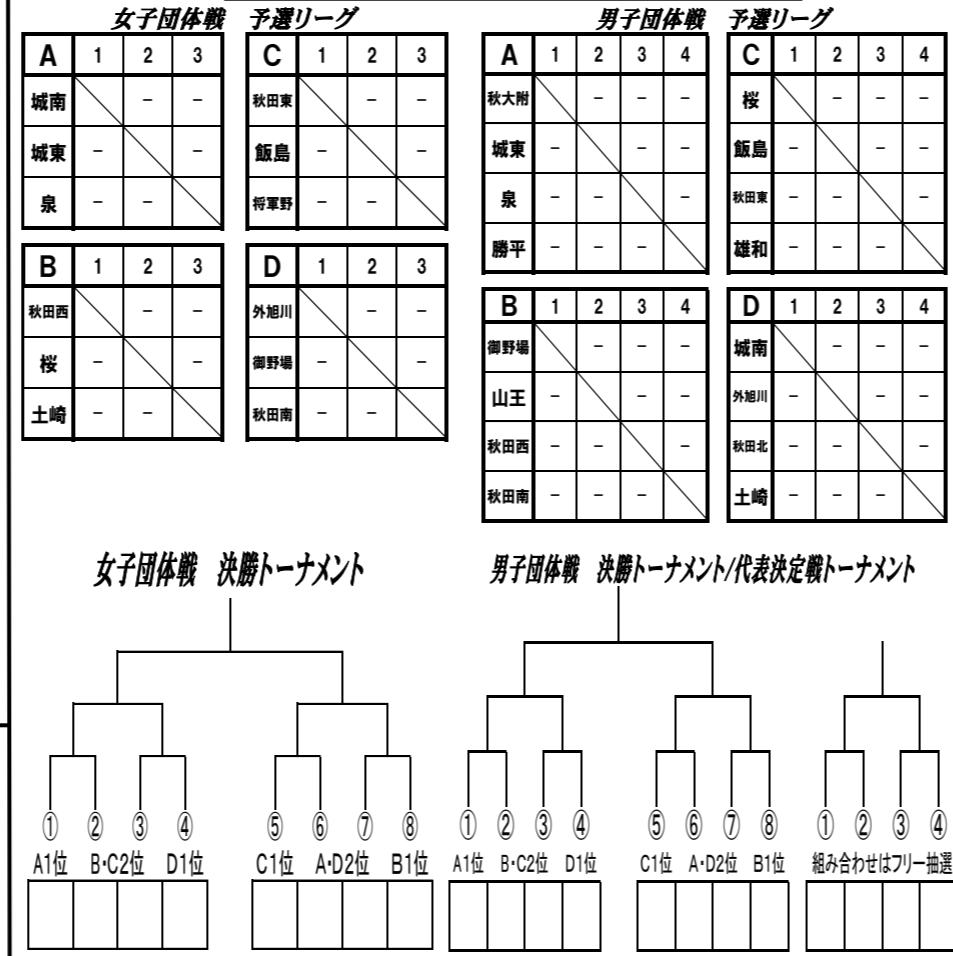 女子団体戦 予選リーグ
A 1 2 3
城南 - -
城東 - -
泉 - -
C 1 2 3
秋田東 - -
飯島 - -
将軍野 - -
B 1 2 3
秋田西 - -
桜 - -
土崎 - -
D 1 2 3
外旭川 - -
御野場 - -
秋田南 - -
男子団体戦 予選リーグ
A 1 2 3 4
秋大附 - - -
城東 - - -
泉 - - -
勝平 - - -
C 1 2 3 4
桜 - - -
飯島 - - -
秋田東 - - -
雄和 - - -
B 1 2 3 4
御野場 - - -
山王 - - -
秋田西 - - -
秋田南 - - -
D 1 2 3 4
城南 - - -
外旭川 - - -
秋田北 - - -
土崎 - - -
女子団体戦 決勝トーナメント
① ② ③ ④ ⑤ ⑥ ⑦ ⑧
A1位 B・C2位 D1位 C1位 A・D2位 B1位
男子団体戦 決勝トーナメント/代表決定戦トーナメント
① ② ③ ④ ⑤ ⑥ ⑦ ⑧ ① ② ③ ④
A1位 B・C2位 D1位 C1位 A・D2位 B1位 組み合わせはフリー抽選